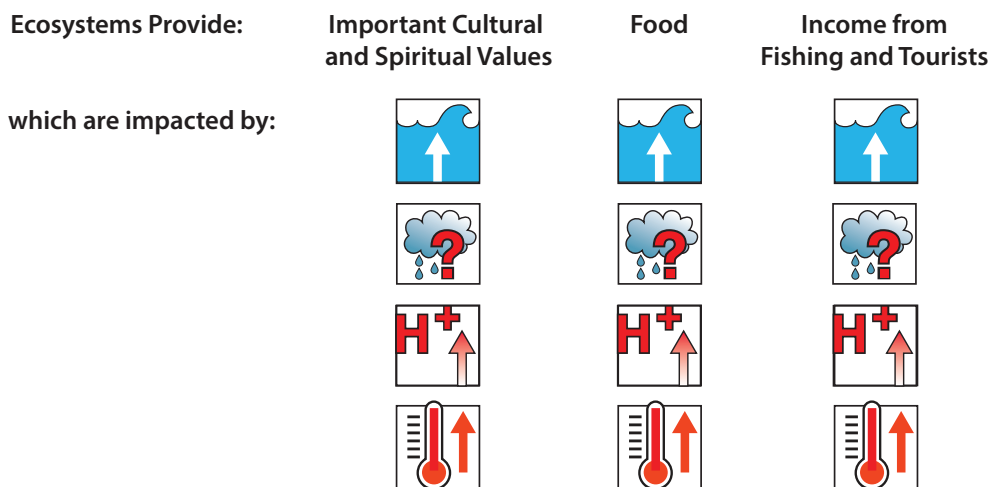 Ecosystems Provide:
Important Cultural
and Spiritual Values
Food
Income from
Fishing and Tourists
which are impacted by:
? ? ?
H+ H+ H+